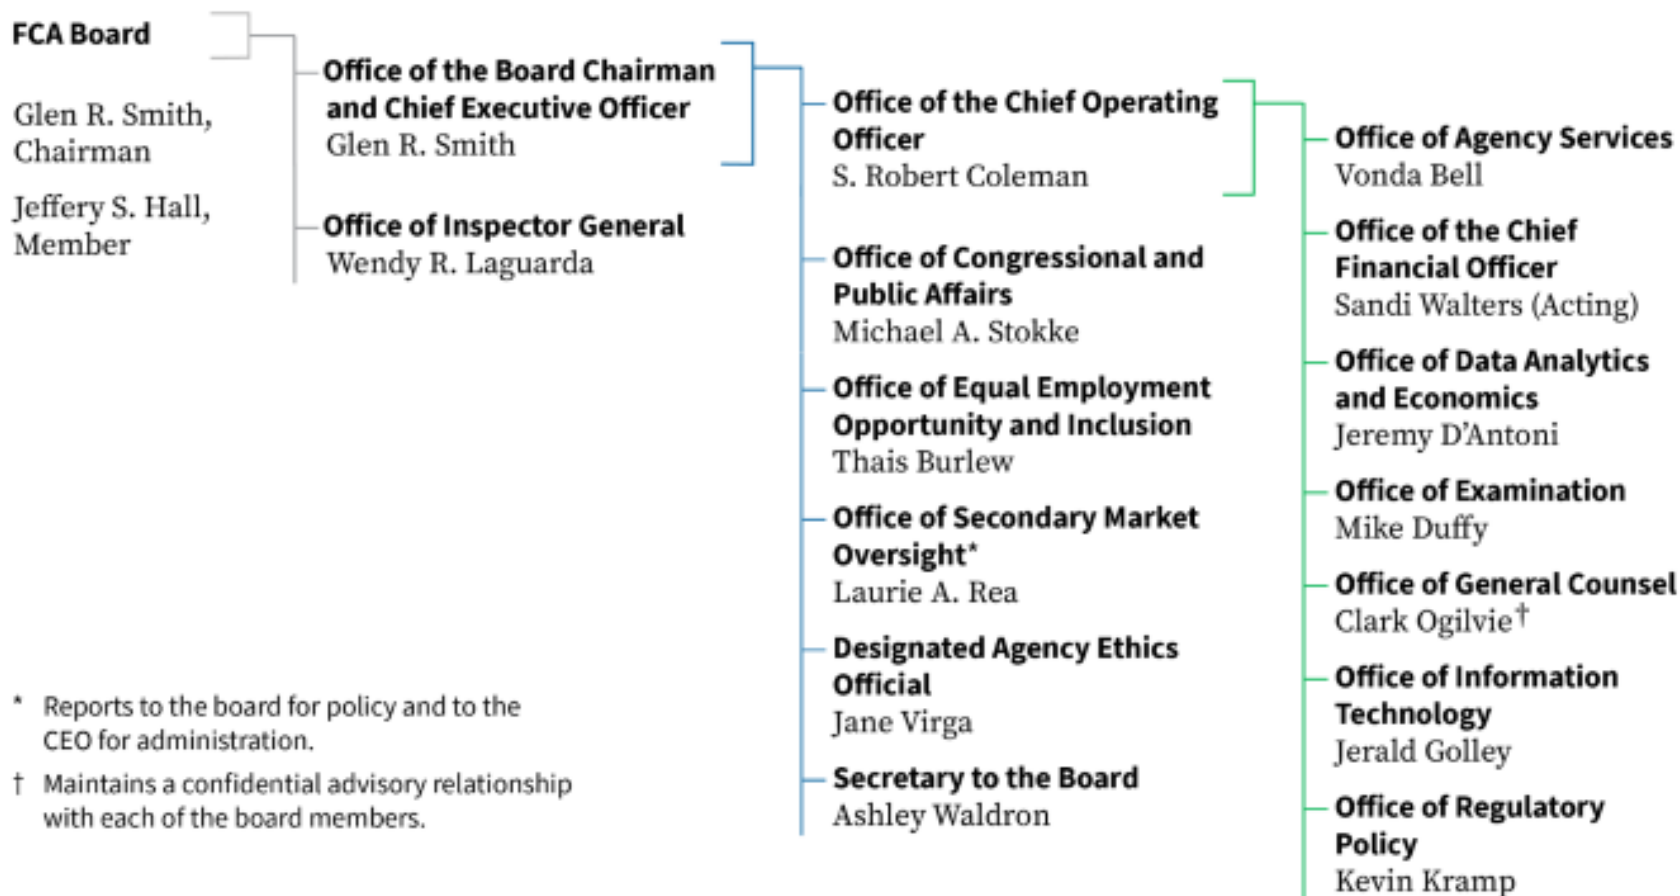 FCA Board
Glen R. Smith,
Chairman
Jeffery S. Hall,
Member
Office of the Board Chairman
and Chief Executive Officer
Glen R. Smith
Office of Inspector General
Wendy R. Laguarda
Office of the Chief Operating
Officer
S. Robert Coleman
Office of Congressional and
Public Affairs
Michael A. Stokke
Office of Equal Employment
Opportunity and Inclusion
Thais Burlew
Office of Secondary Market
Oversight*
Laurie A. Rea
Designated Agency Ethics
Official
Jane Virga
Secretary to the Board
Ashley Waldron
Office of Agency Services
Vonda Bell
Office of the Chief
Financial Officer
Sandi Walters (Acting)
Office of Data Analytics
and Economics
Jeremy D’Antoni
Office of Examination
Mike Duffy
Office of General Counsel
Clark Ogilvie†
Office of Information
Technology
Jerald Golley
Office of Regulatory
Policy
Kevin Kramp
* Reports to the board for policy and to the
CEO for administration.
† Maintains a confidential advisory relationship
with each of the board members.